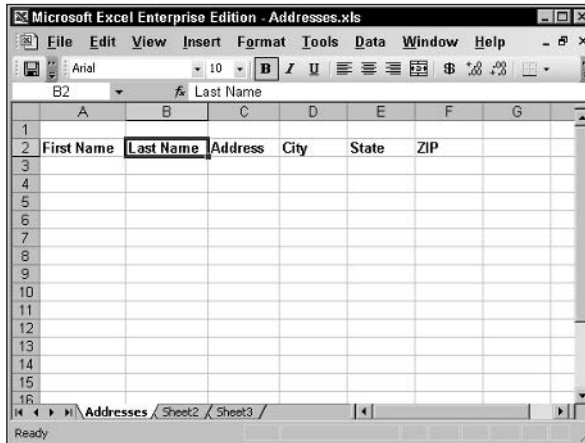 Microsoft Excel Enterprise Edition - Addresses.xls
File Edit View Insert Format Tools Data Window Help
Arial 10 B I U $
B2 fx Last Name
A B C D E F G
1
2 First Name Last Name Address City State ZIP
3
4
5
6
7
8
9
10
11
12
13
14
15
16
Addresses Sheet2 Sheet3
Ready